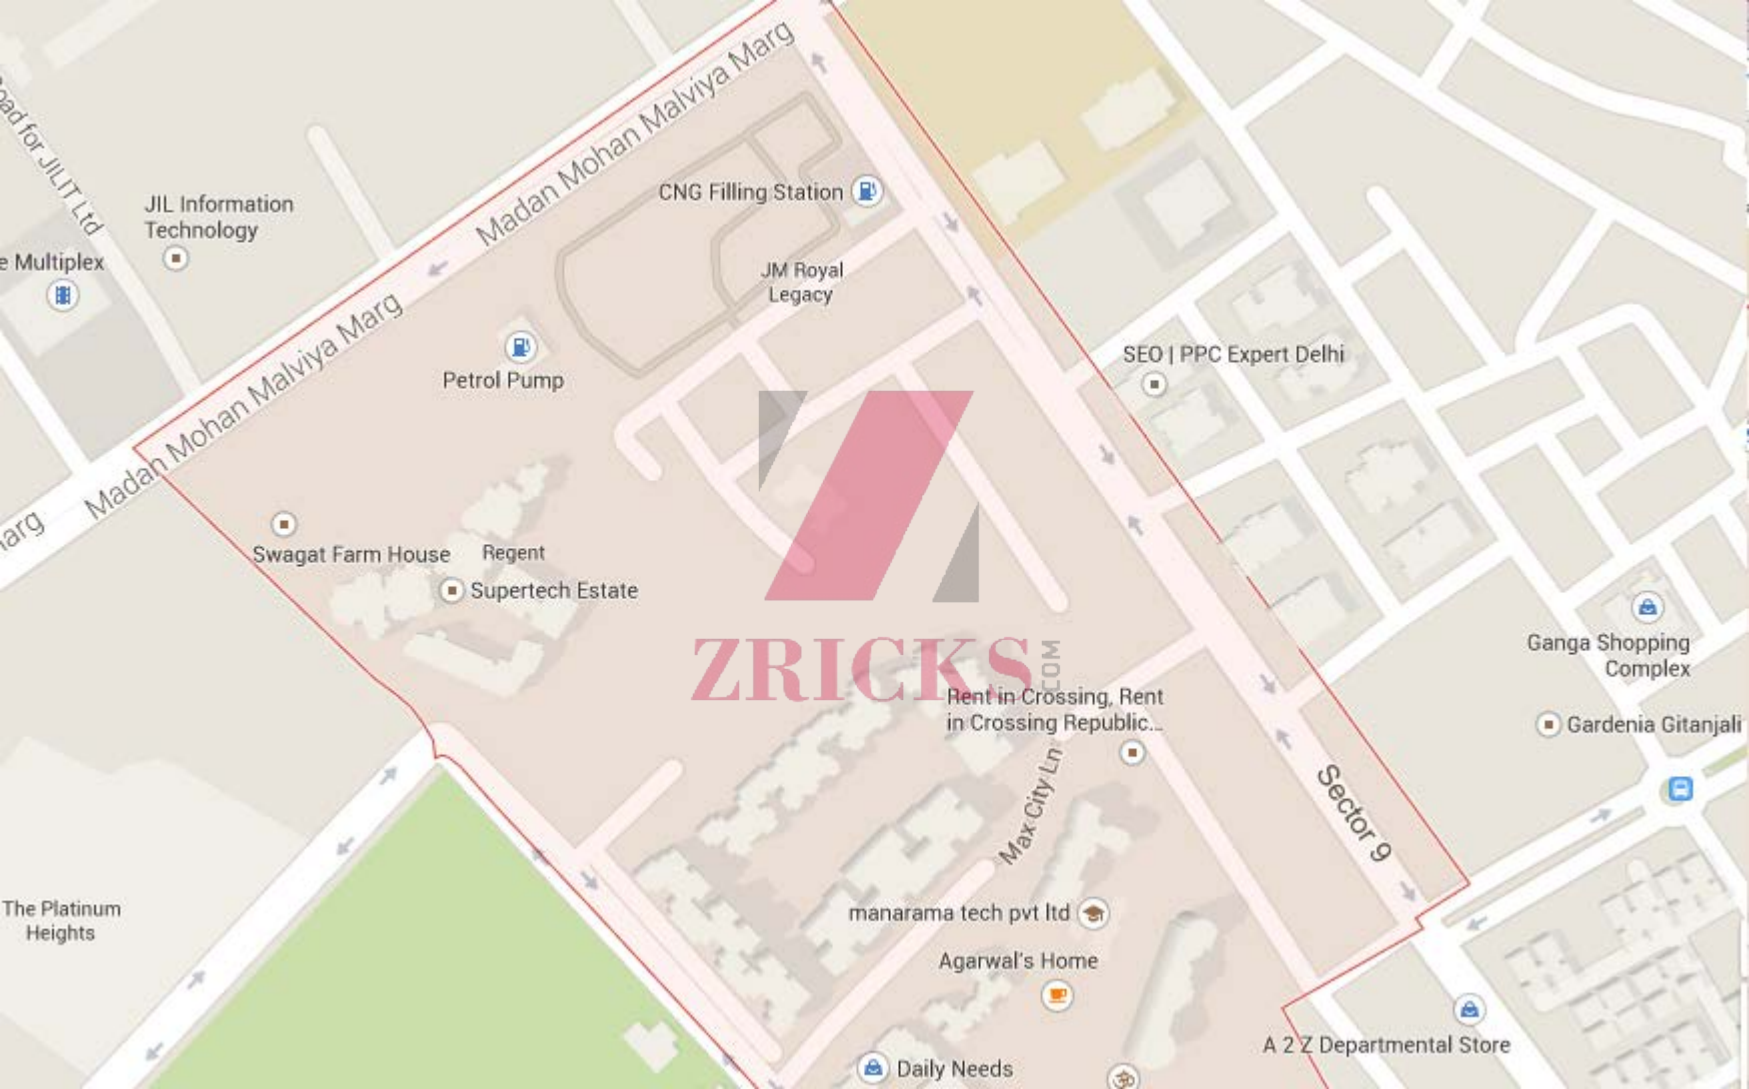 Madan Mohan Malviya Marg
Road for JILIT Ltd
JIL Information
Technology
CNG Filling Station
e Multiplex
JM Royal
Legacy
Madan Mohan Malviya Marg
SEO | PPC Expert Delhi
Petrol Pump
Madan Mohan Malviya Marg
arg
Swagat Farm House
Regent
Supertech Estate
ZRICKS
.COM
Ganga Shopping
Complex
Rent in Crossing, Rent
in Crossing Republic...
Gardenia Gitanjali
Max City Ln
Sector 9
The Platinum
Heights
manarama tech pvt ltd
Agarwal's Home
A 2 Z Departmental Store
Daily Needs
ॐ